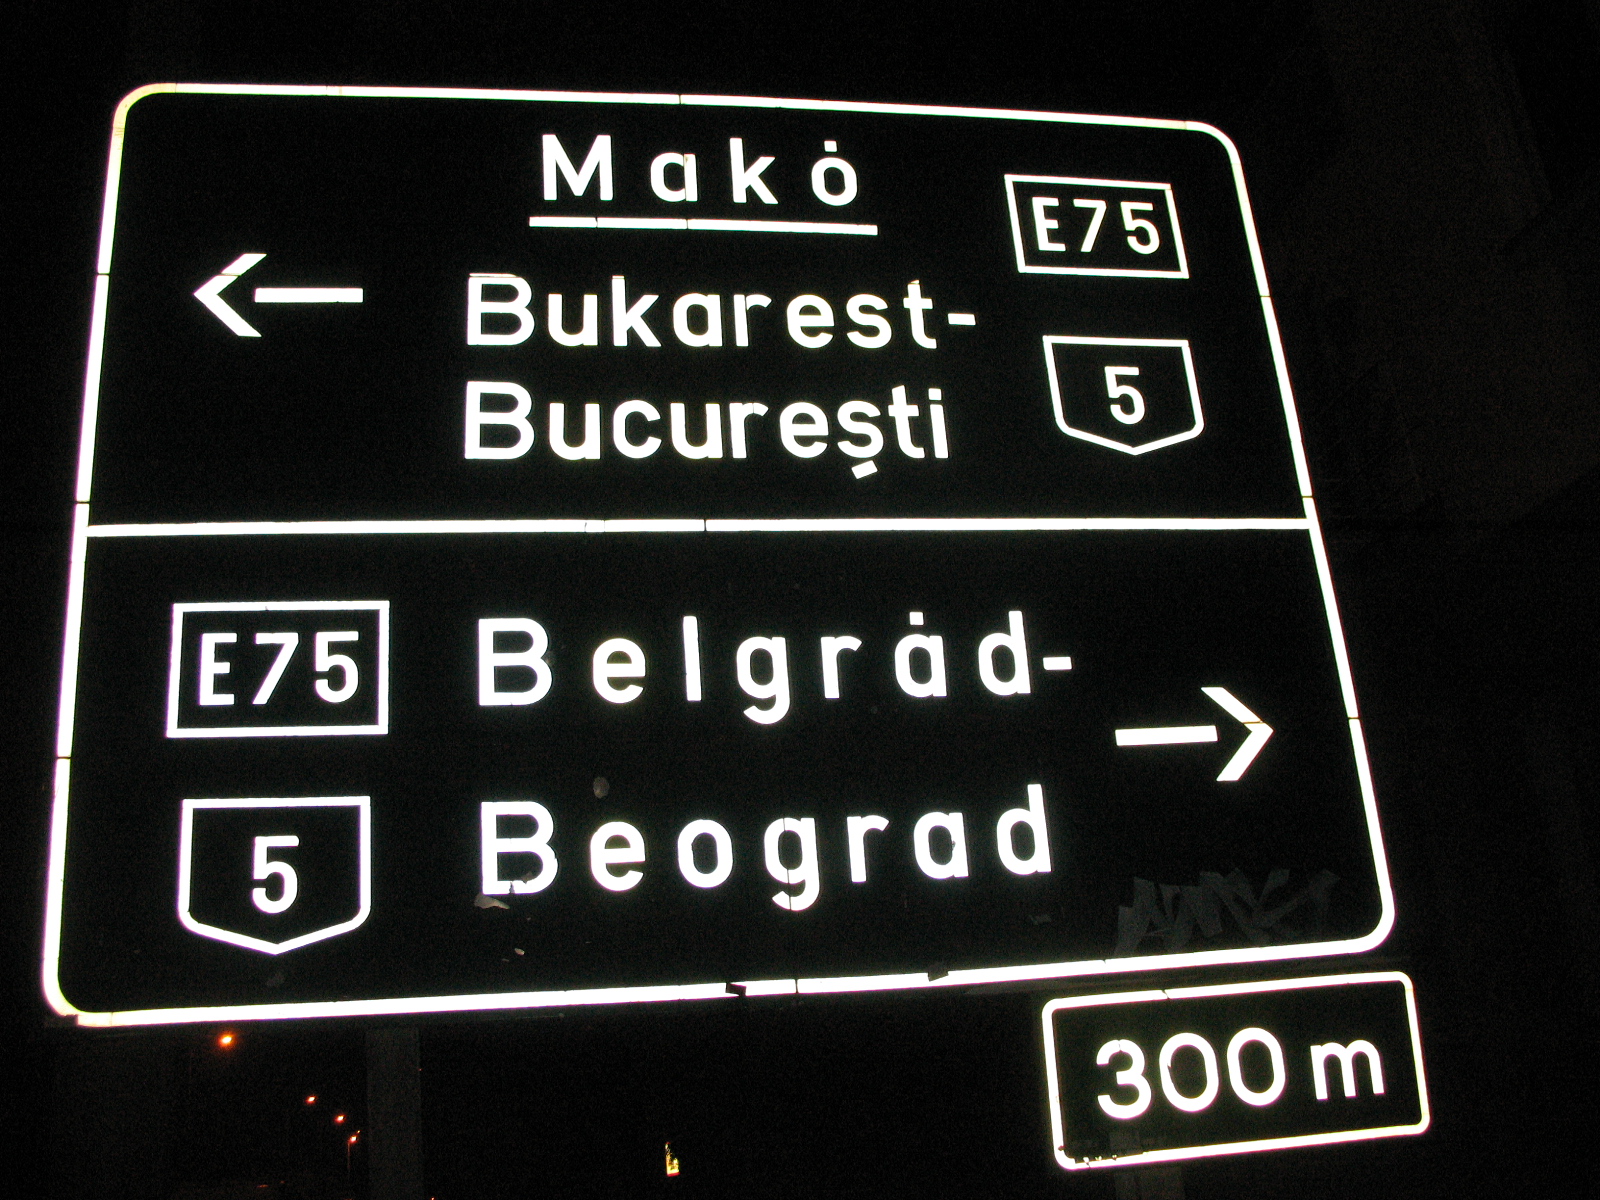 Makó
E75
Bukarest-
București
5
E75
Belgrád-
5
Beograd
300 m